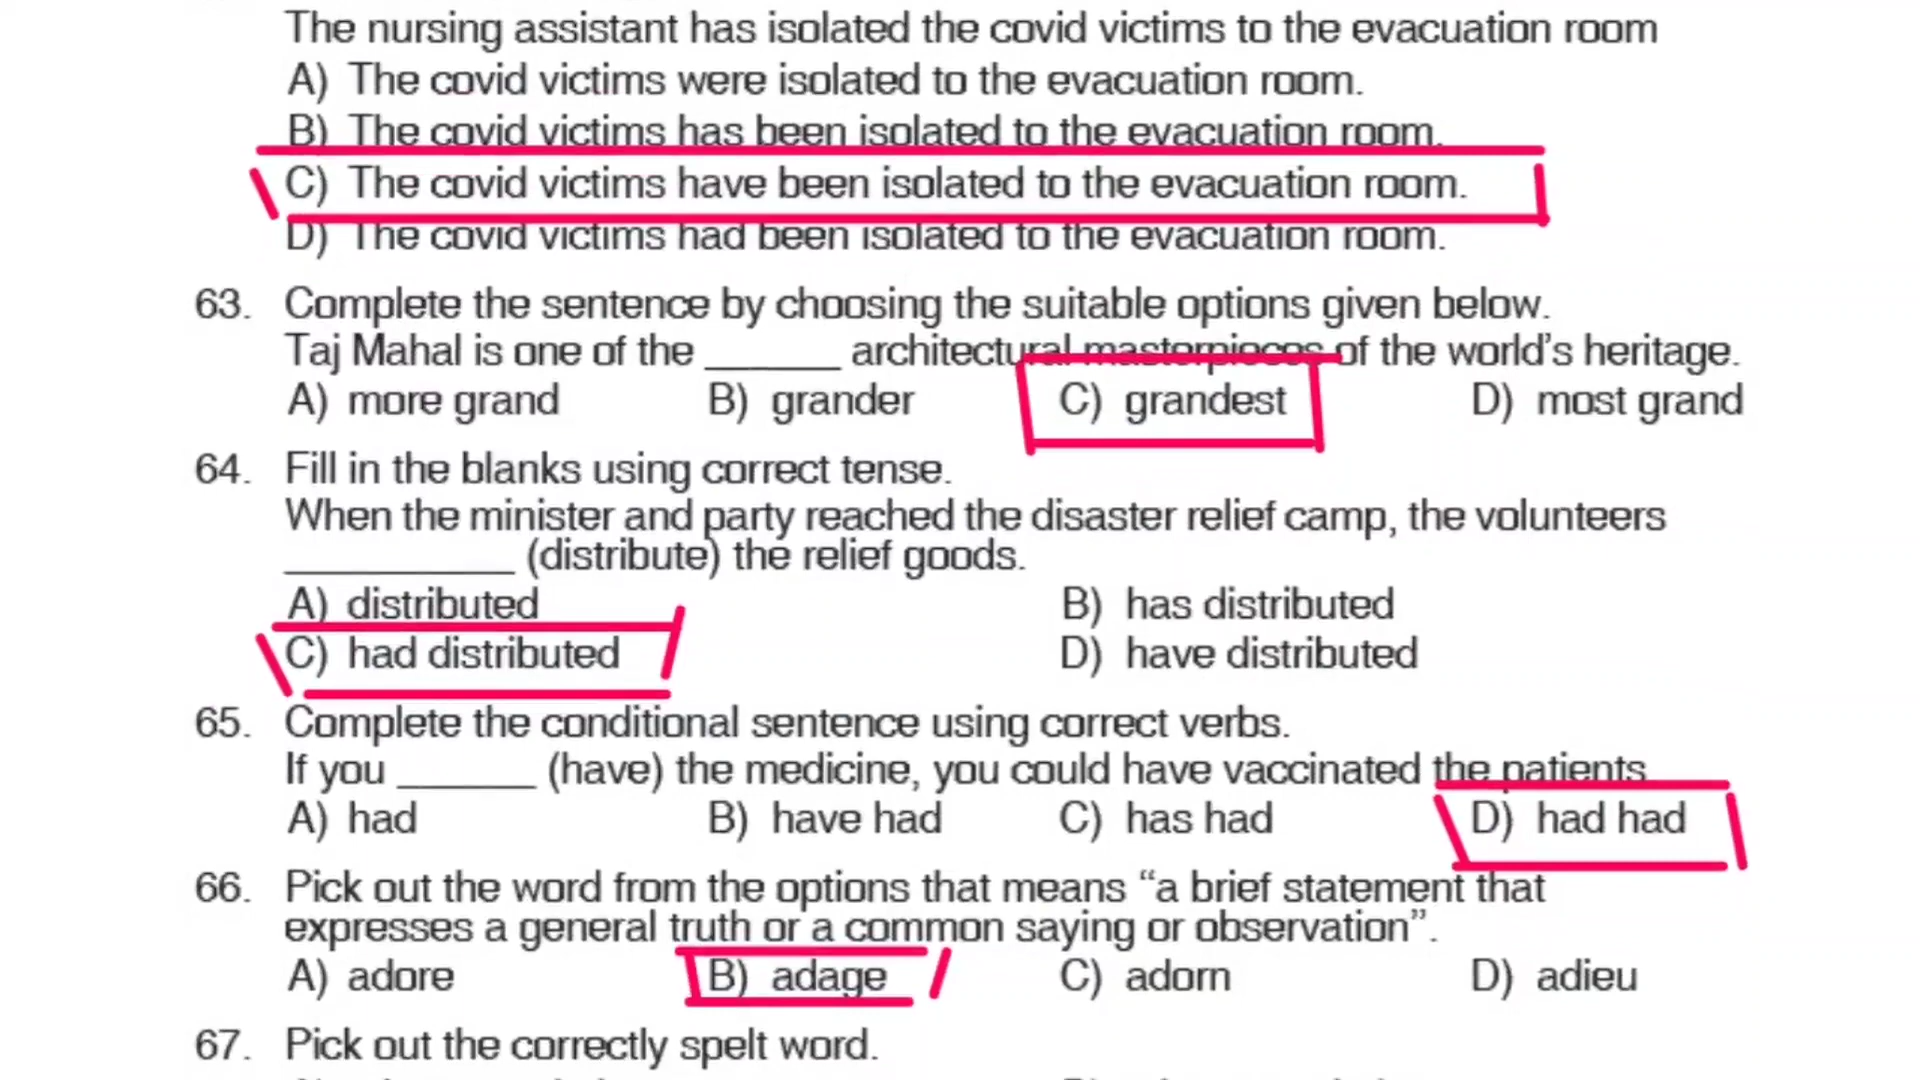 The nursing assistant has isolated the covid victims to the evacuation room
A) The covid victims were isolated to the evacuation room.
B) The covid victims has been isolated to the evacuation room.
C) The covid victims have been isolated to the evacuation room.
D) The covid victims had been isolated to the evacuation room.
63. Complete the sentence by choosing the suitable options given below.
Taj Mahal is one of the ______ architectural masterpieces of the world's heritage.
A) more grand B) grander C) grandest D) most grand
64. Fill in the blanks using correct tense.
When the minister and party reached the disaster relief camp, the volunteers
__________ (distribute) the relief goods.
A) distributed B) has distributed
C) had distributed D) have distributed
65. Complete the conditional sentence using correct verbs.
If you ______ (have) the medicine, you could have vaccinated the patients
A) had B) have had C) has had D) had had
66. Pick out the word from the options that means “a brief statement that
expresses a general truth or a common saying or observation”.
A) adore B) adage C) adorn D) adieu
67. Pick out the correctly spelt word.